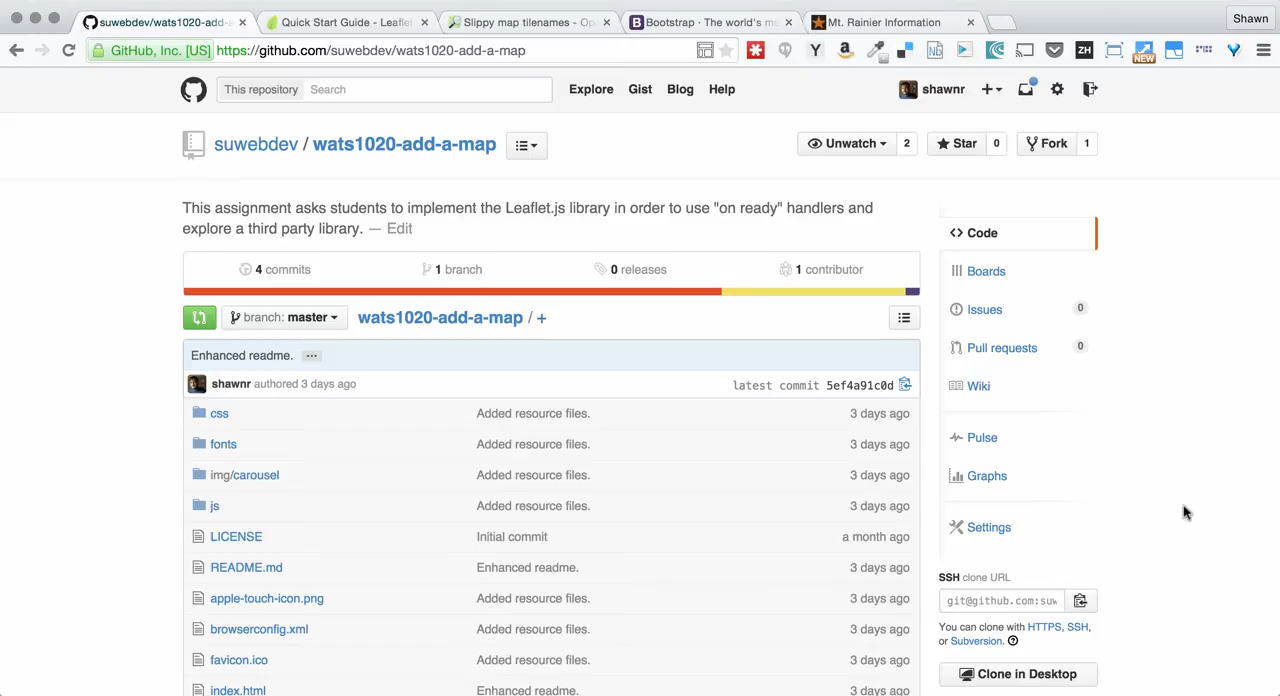 suwebdev/wats1020-add-a
Quick Start Guide - Leaflet
Slippy map tilenames - Op
Bootstrap · The world's m
Mt. Rainier Information
Shawn
GitHub, Inc. [US] https://github.com/suwebdev/wats1020-add-a-map
Y
a
Nb
ZH
NEW
This repository Search
Explore Gist Blog Help
shawnr
suwebdev / wats1020-add-a-map
Unwatch 2
Star 0
Fork 1
This assignment asks students to implement the Leaflet.js library in order to use "on ready" handlers and
explore a third party library. — Edit
4 commits 1 branch 0 releases 1 contributor
branch: master wats1020-add-a-map / +
Enhanced readme. ...
shawnr authored 3 days ago latest commit 5ef4a91c0d
css Added resource files. 3 days ago
fonts Added resource files. 3 days ago
img/carousel Added resource files. 3 days ago
js Added resource files. 3 days ago
LICENSE Initial commit a month ago
README.md Enhanced readme. 3 days ago
apple-touch-icon.png Added resource files. 3 days ago
browserconfig.xml Added resource files. 3 days ago
favicon.ico Added resource files. 3 days ago
index.html Enhanced readme. 3 days ago
Code
Boards
Issues 0
Pull requests 0
Wiki
Pulse
Graphs
Settings
SSH clone URL
git@github.com:suw
You can clone with HTTPS, SSH,
or Subversion.
Clone in Desktop